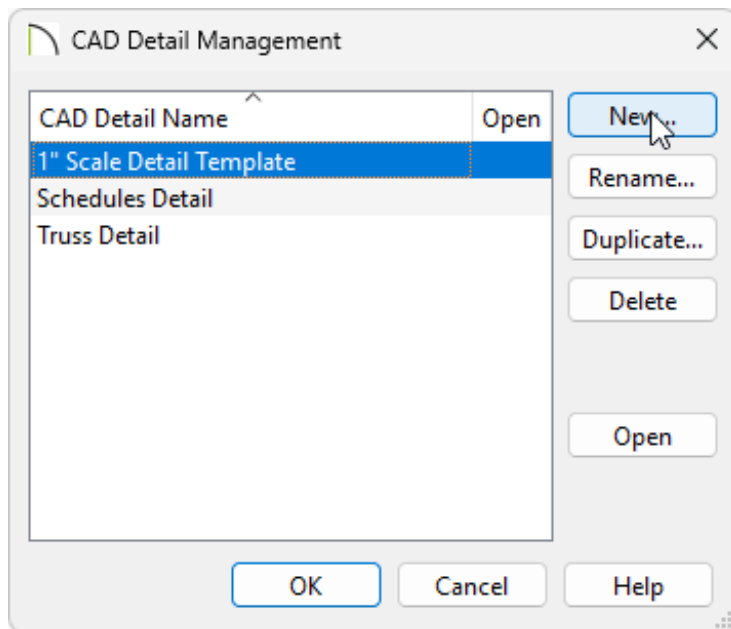 CAD Detail Management
CAD Detail Name Open
1" Scale Detail Template
Schedules Detail
Truss Detail
New...
Rename...
Duplicate...
Delete
Open
OK Cancel Help